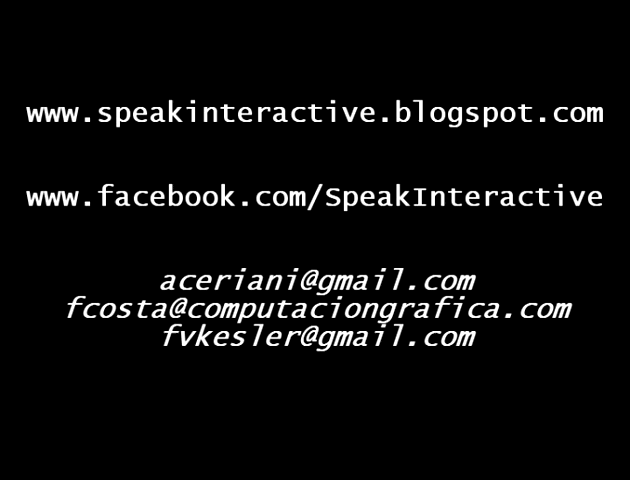 www.speakinteractive.blogspot.com
www.facebook.com/SpeakInteractive
aceriani@gmail.com
fcosta@computaciongrafica.com
fvkesler@gmail.com